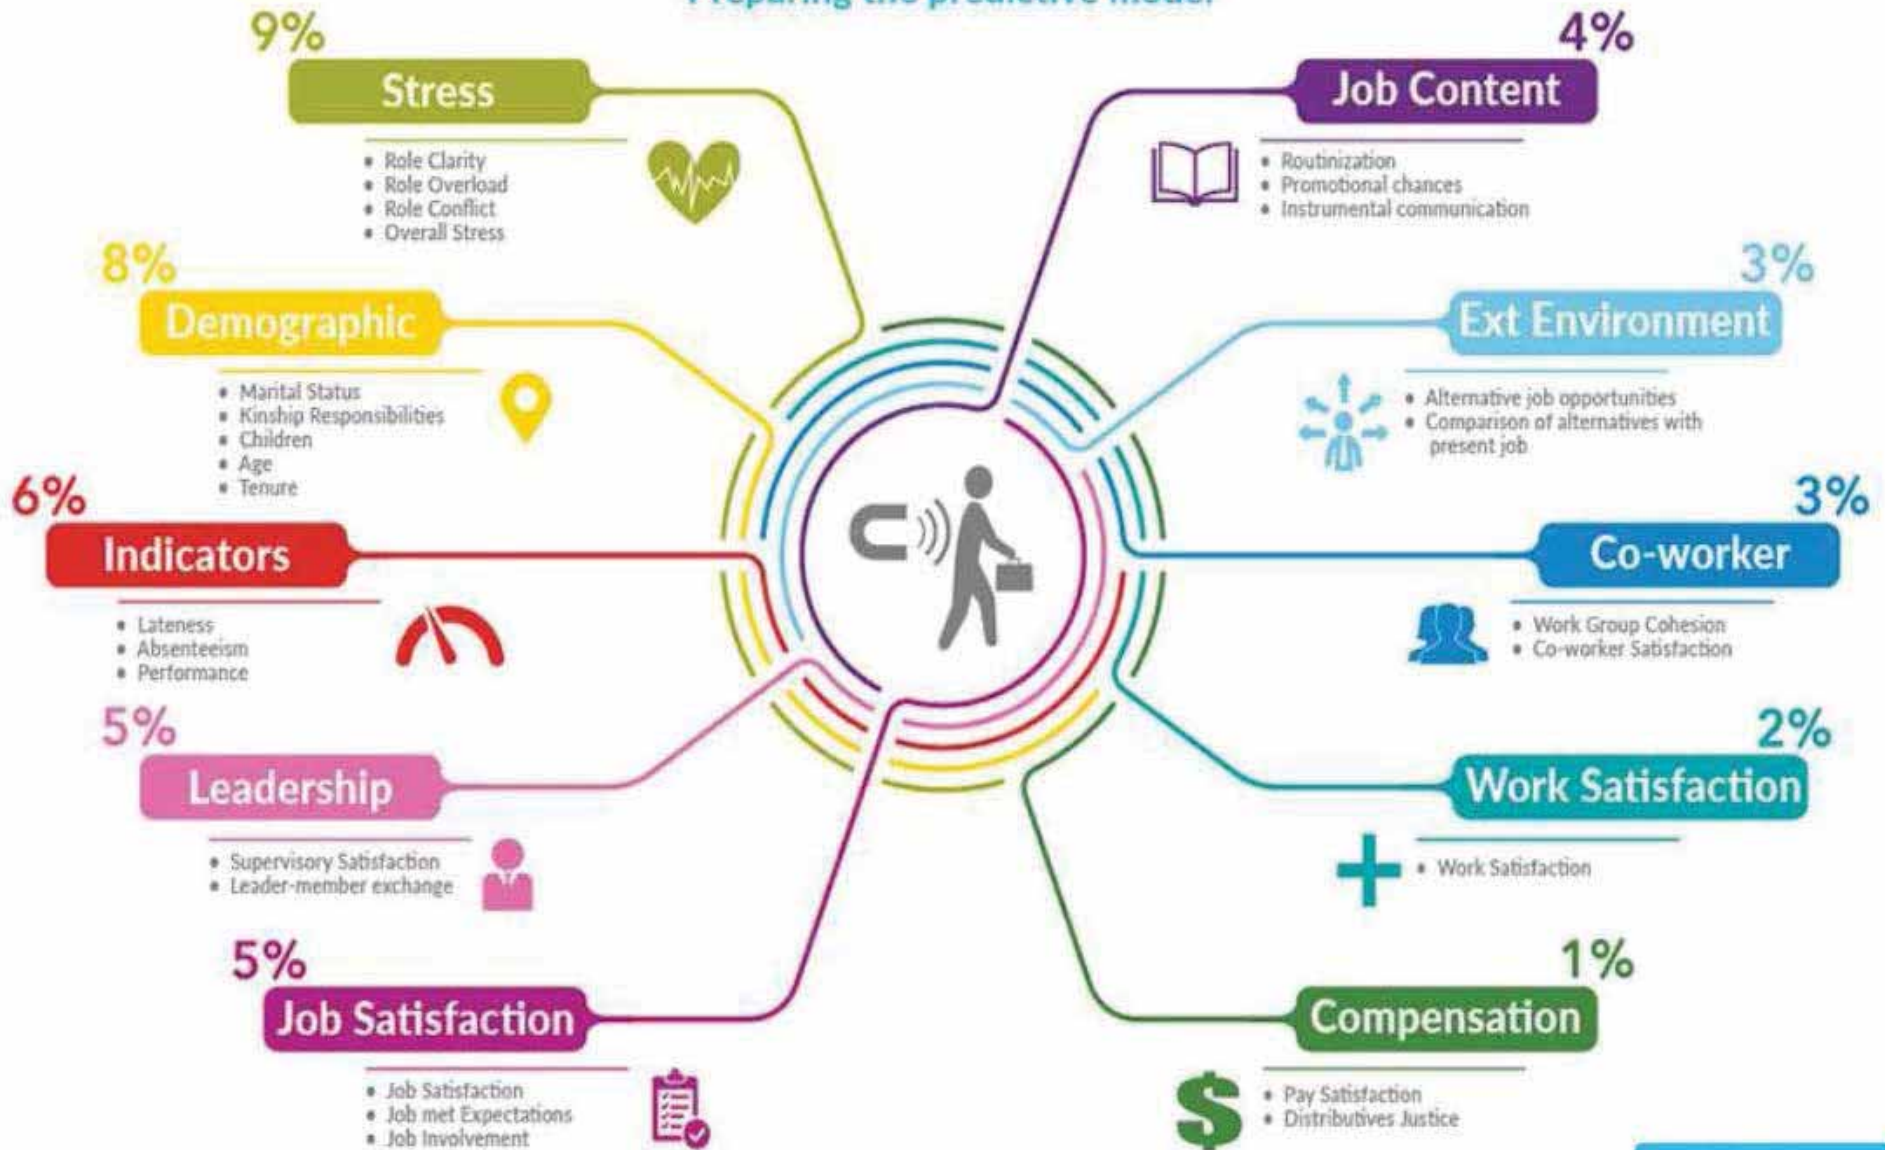 Preparing the predictive model
9%
Stress
• Role Clarity
• Role Overload
• Role Conflict
• Overall Stress
8%
Demographic
• Marital Status
• Kinship Responsibilities
• Children
• Age
• Tenure
6%
Indicators
• Lateness
• Absenteeism
• Performance
5%
Leadership
• Supervisory Satisfaction
• Leader-member exchange
5%
Job Satisfaction
• Job Satisfaction
• Job met Expectations
• Job Involvement
4%
Job Content
• Routinization
• Promotional chances
• Instrumental communication
3%
Ext Environment
• Alternative job opportunities
• Comparison of alternatives with
present job
3%
Co-worker
• Work Group Cohesion
• Co-worker Satisfaction
2%
Work Satisfaction
• Work Satisfaction
1%
Compensation
• Pay Satisfaction
• Distributives Justice